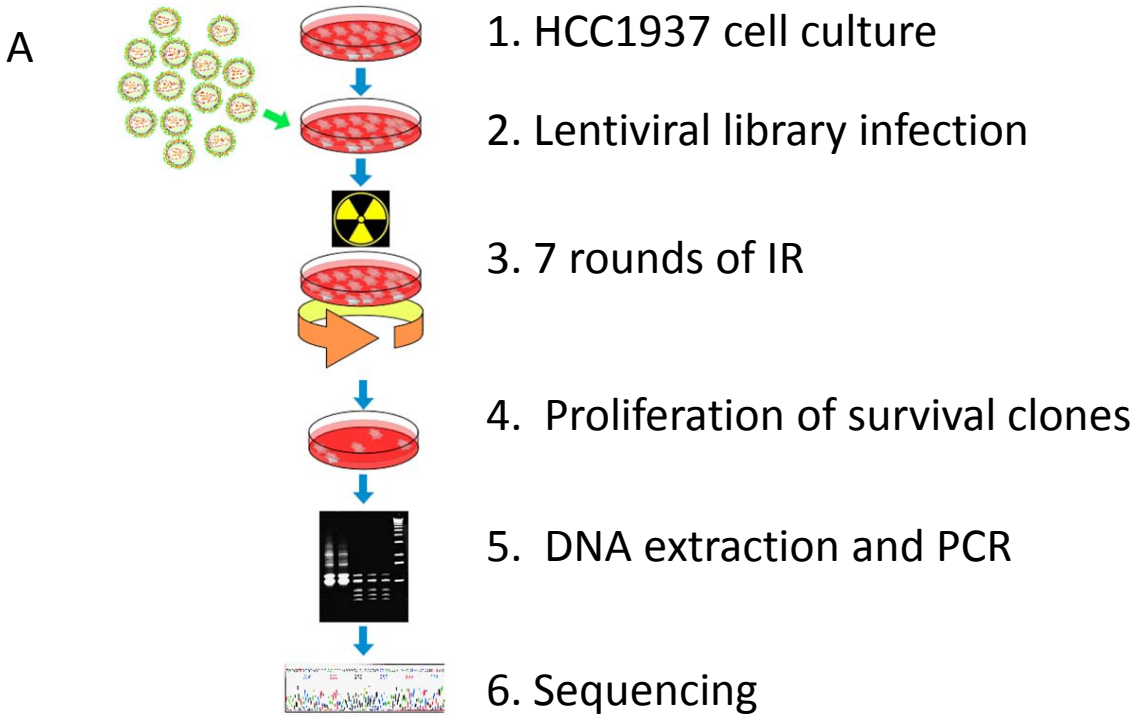 A
1. HCC1937 cell culture
2. Lentiviral library infection
3. 7 rounds of IR
4. Proliferation of survival clones
5. DNA extraction and PCR
6. Sequencing